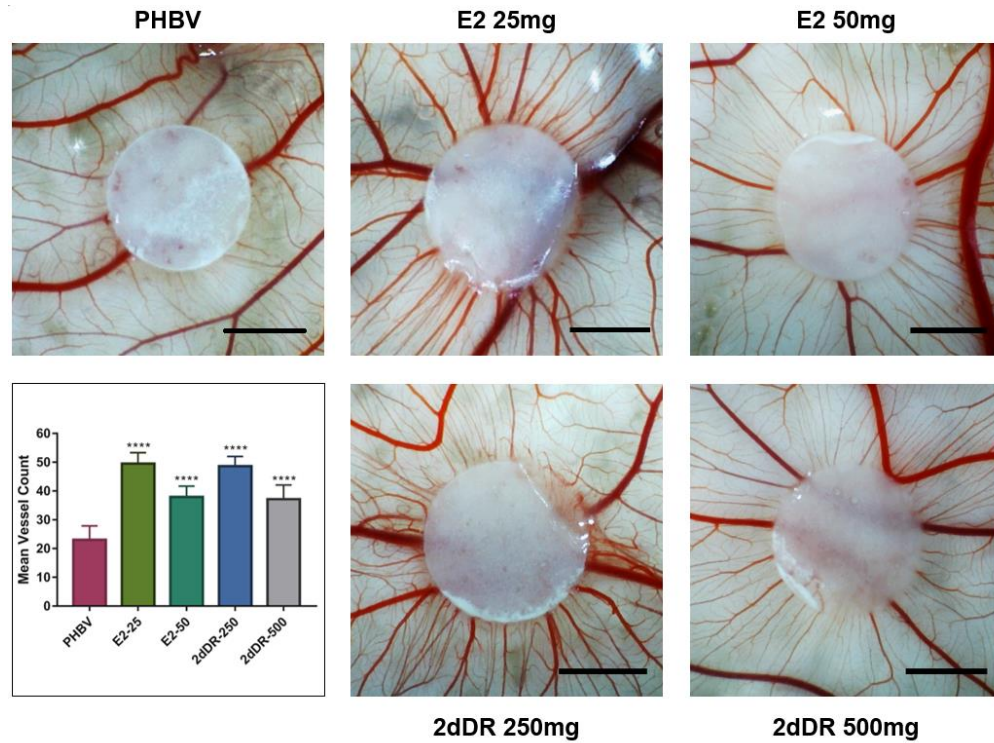 PHBV
E2 25mg
E2 50mg
Mean Vessel Count
60
50
40
30
20
10
0
****
****
****
****
PHBV
E2-25
E2-50
2dDR-250
2dDR-500
2dDR 250mg
2dDR 500mg